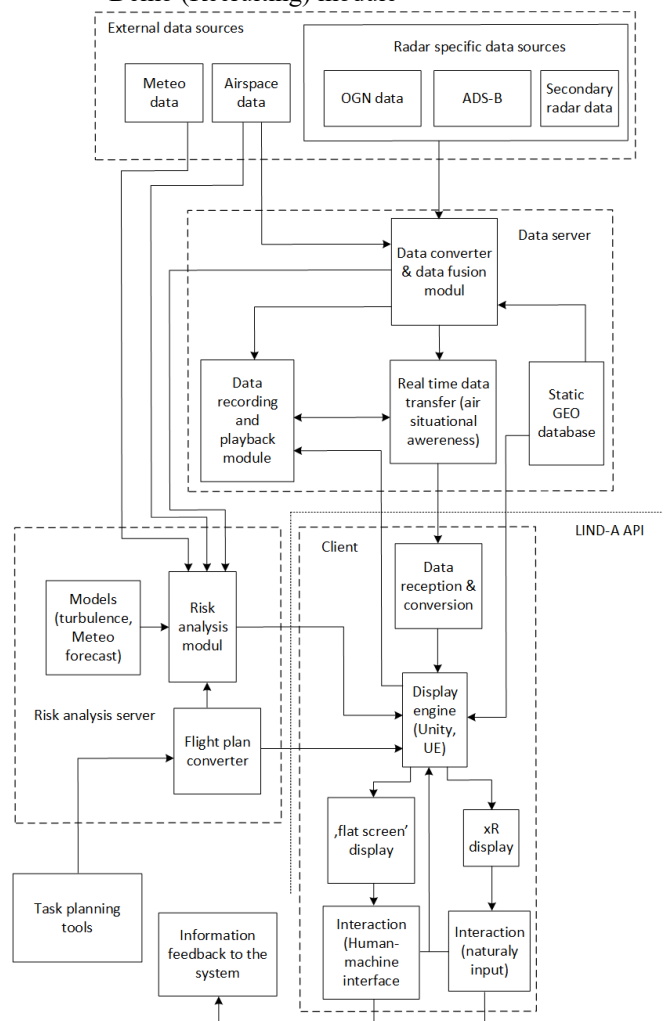 Demo (Recruiting) module
External data sources
Radar specific data sources
Meteo
data
Airspace
data
OGN data
ADS-B
Secondary
radar data
Data server
Data converter
& data fusion
modul
Data
recording
and
playback
module
Real time data
transfer (air
situational
awereness)
Static
GEO
database
LIND-A API
Client
Data
reception &
conversion
Models
(turbulence,
Meteo
forecast)
Risk
analysis
modul
Display
engine
(Unity,
UE)
Risk analysis server
Flight plan
converter
‚flat screen’
display
xR
display
Task planning
tools
Information
feedback to the
system
Interaction
(Human-
machine
interface
Interaction
(naturaly
input)